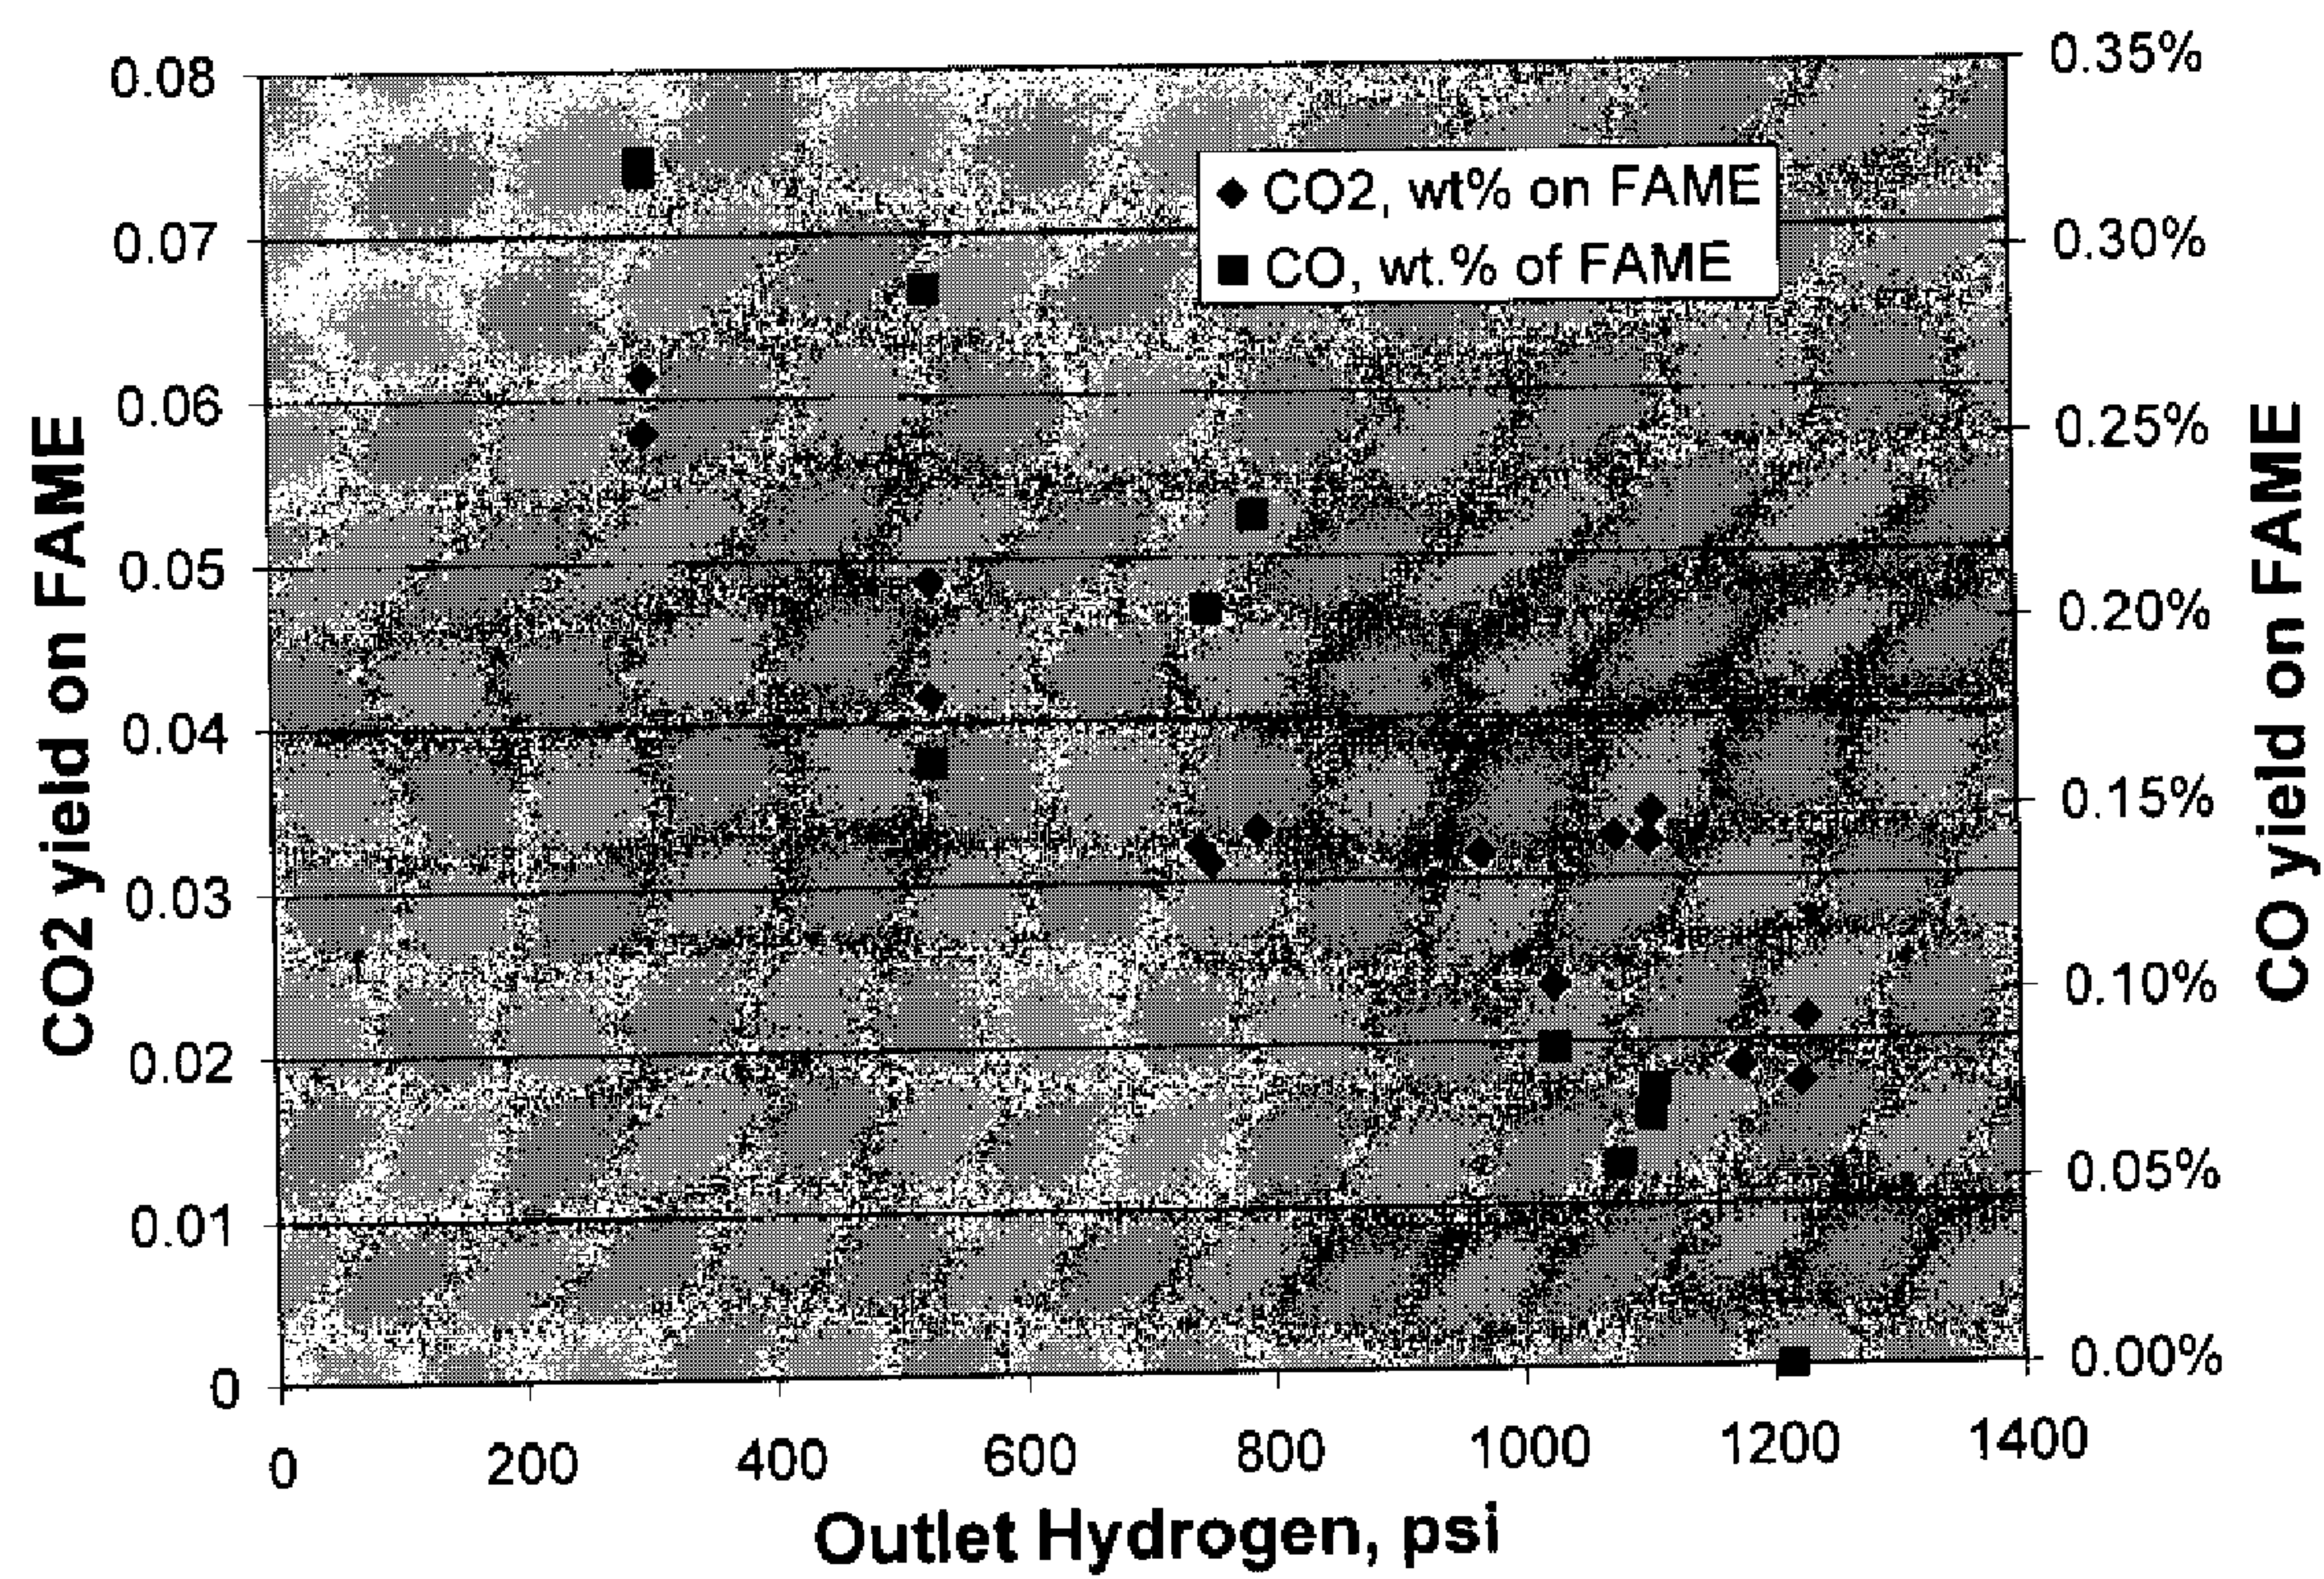 0.08
0.07
0.06
0.05
0.04
0.03
0.02
0.01
0
CO2 yield on FAME
CO2, wt% on FAME
CO, wt.% of FAME
0.35%
0.30%
0.25%
0.20%
0.15%
0.10%
0.05%
0.00%
CO yield on FAME
0 200 400 600 800 1000 1200 1400
Outlet Hydrogen, psi